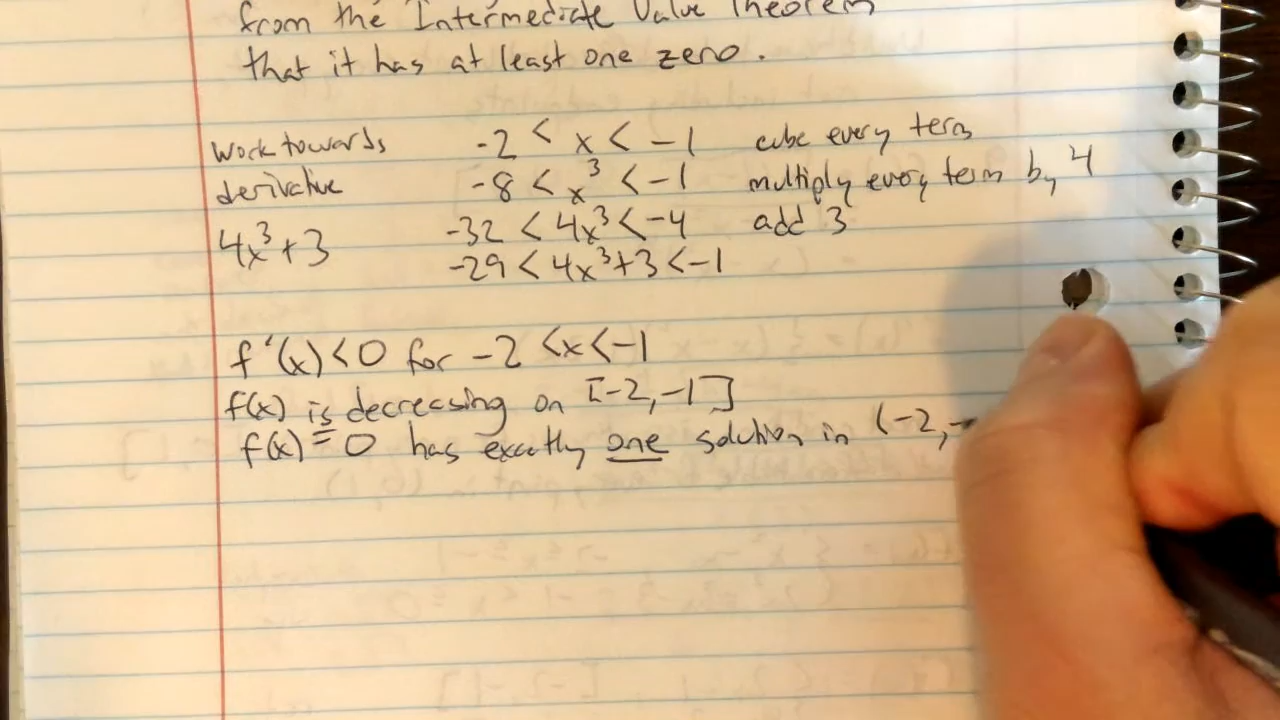 from the Intermediate Value Theorem
that it has at least one zero.
work towards -2 < x < -1 cube every term
derivative -8 < x³ < -1 multiply every term by 4
4x³+3 -32 < 4x³ < -4 add 3
-29 < 4x³+3 < -1
f'(x) < 0 for -2 < x < -1
f(x) is decreasing on [-2, -1]
f(x) = 0 has exactly one solution in (-2, -